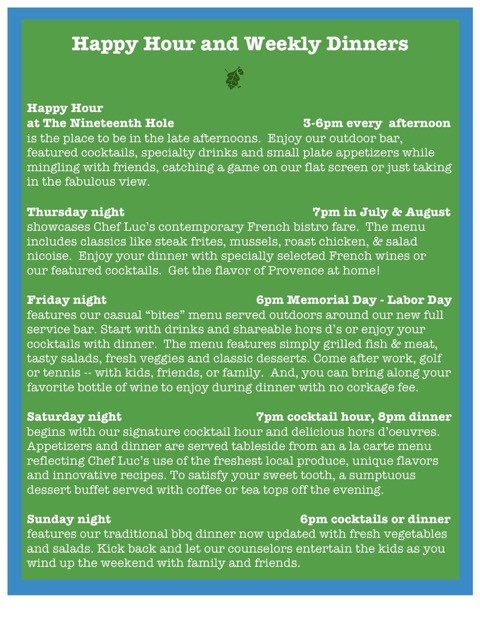 Happy Hour and Weekly Dinners
Happy Hour
at The Nineteenth Hole 3-6pm every afternoon
is the place to be in the late afternoons. Enjoy our outdoor bar,
featured cocktails, specialty drinks and small plate appetizers while
mingling with friends, catching a game on our flat screen or just taking
in the fabulous view.
Thursday night 7pm in July & August
showcases Chef Luc's contemporary French bistro fare. The menu
includes classics like steak frites, mussels, roast chicken, & salad
nicoise. Enjoy your dinner with specially selected French wines or
our featured cocktails. Get the flavor of Provence at home!
Friday night 6pm Memorial Day - Labor Day
features our casual "bites" menu served outdoors around our new full
service bar. Start with drinks and shareable hors d's or enjoy your
cocktails with dinner. The menu features simply grilled fish & meat,
tasty salads, fresh veggies and classic desserts. Come after work, golf
or tennis -- with kids, friends, or family. And, you can bring along your
favorite bottle of wine to enjoy during dinner with no corkage fee.
Saturday night 7pm cocktail hour, 8pm dinner
begins with our signature cocktail hour and delicious hors d'oeuvres.
Appetizers and dinner are served tableside from an a la carte menu
reflecting Chef Luc's use of the freshest local produce, unique flavors
and innovative recipes. To satisfy your sweet tooth, a sumptuous
dessert buffet served with coffee or tea tops off the evening.
Sunday night 6pm cocktails or dinner
features our traditional bbq dinner now updated with fresh vegetables
and salads. Kick back and let our counselors entertain the kids as you
wind up the weekend with family and friends.